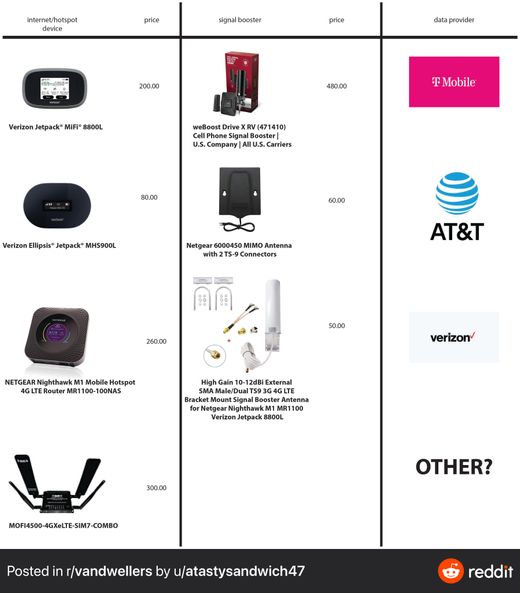 internet/hotspot
device
price
signal booster
price
data provider
200.00
Verizon Jetpack® MiFi® 8800L
480.00
weBoost Drive X RV (471410)
Cell Phone Signal Booster |
U.S. Company | All U.S. Carriers
T Mobile
80.00
Verizon Ellipsis® Jetpack® MHS900L
60.00
Netgear 6000450 MIMO Antenna
with 2 TS-9 Connectors
AT&T
260.00
NETGEAR Nighthawk M1 Mobile Hotspot
4G LTE Router MR1100-100NAS
50.00
High Gain 10-12dBi External
SMA Male/Dual TS9 3G 4G LTE
Bracket Mount Signal Booster Antenna
for Netgear Nighthawk M1 MR1100
Verizon Jetpack 8800L
verizon
300.00
MOFI4500-4GXeLTE-SIM7-COMBO
OTHER?
Posted in r/vandwellers by u/atastysandwich47
reddit